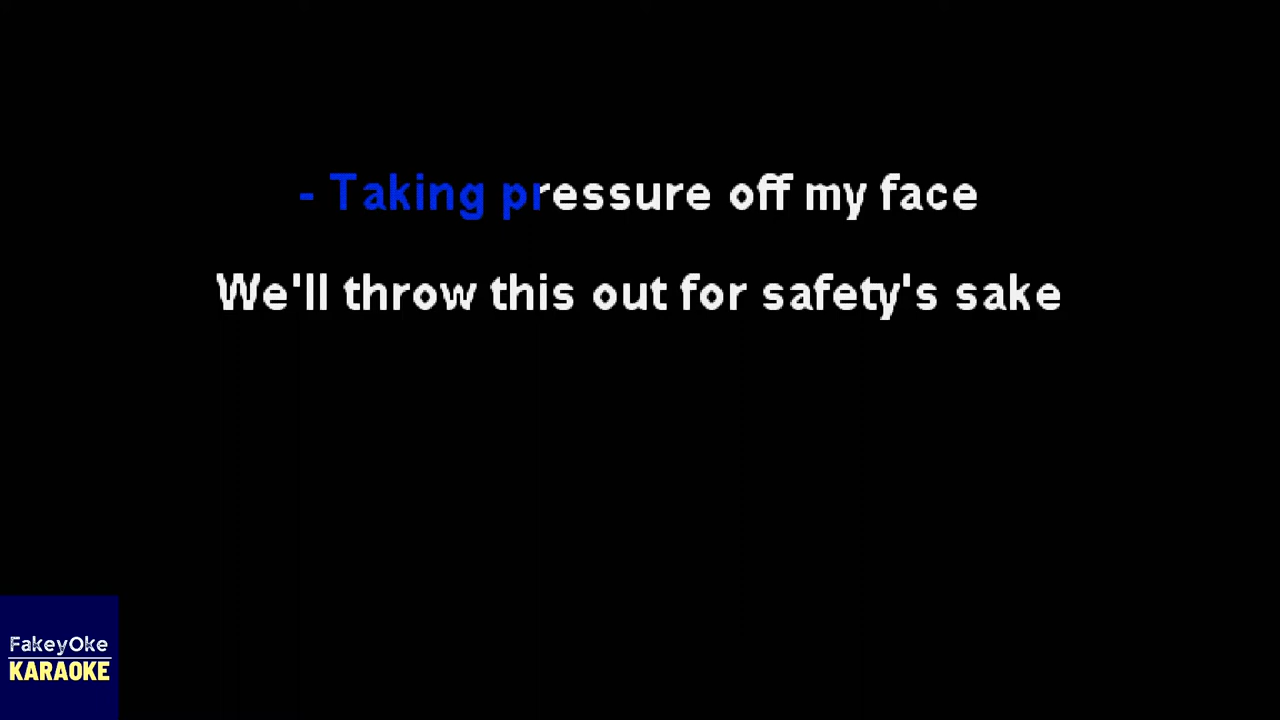 - Taking pressure off my face
We'll throw this out for safety's sake
FakeyOke
KARAOKE